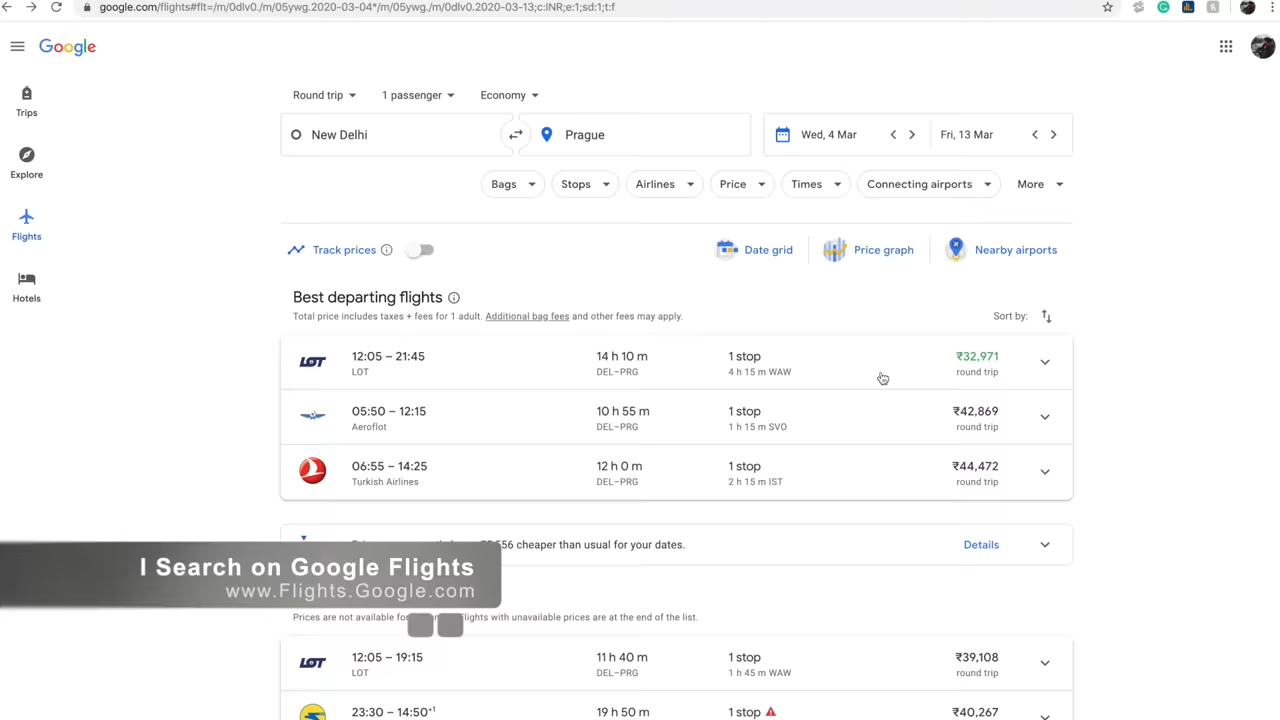 google.com/flights#flt=/m/0dlv0./m/05ywg.2020-03-04*/m/05ywg./m/0dlv0.2020-03-13;c:INR;e:1;sd:1;t:f
Google
Trips
Explore
Flights
Hotels
Round trip 1 passenger Economy
New Delhi Prague Wed, 4 Mar Fri, 13 Mar
Bags Stops Airlines Price Times Connecting airports More
Track prices Date grid Price graph Nearby airports
Best departing flights
Total price includes taxes + fees for 1 adult. Additional bag fees and other fees may apply. Sort by:
LOT 12:05 – 21:45 14 h 10 m 1 stop ₹32,971
LOT DEL–PRG 4 h 15 m WAW round trip
05:50 – 12:15 10 h 55 m 1 stop ₹42,869
Aeroflot DEL–PRG 1 h 15 m SVO round trip
06:55 – 14:25 12 h 0 m 1 stop ₹44,472
Turkish Airlines DEL–PRG 2 h 15 m IST round trip
556 cheaper than usual for your dates. Details
I Search on Google Flights
www.Flights.Google.com
Prices are not available for flights with unavailable prices are at the end of the list.
LOT 12:05 – 19:15 11 h 40 m 1 stop ₹39,108
LOT DEL–PRG 1 h 45 m WAW round trip
23:30 – 14:50+1 19 h 50 m 1 stop ₹40,267